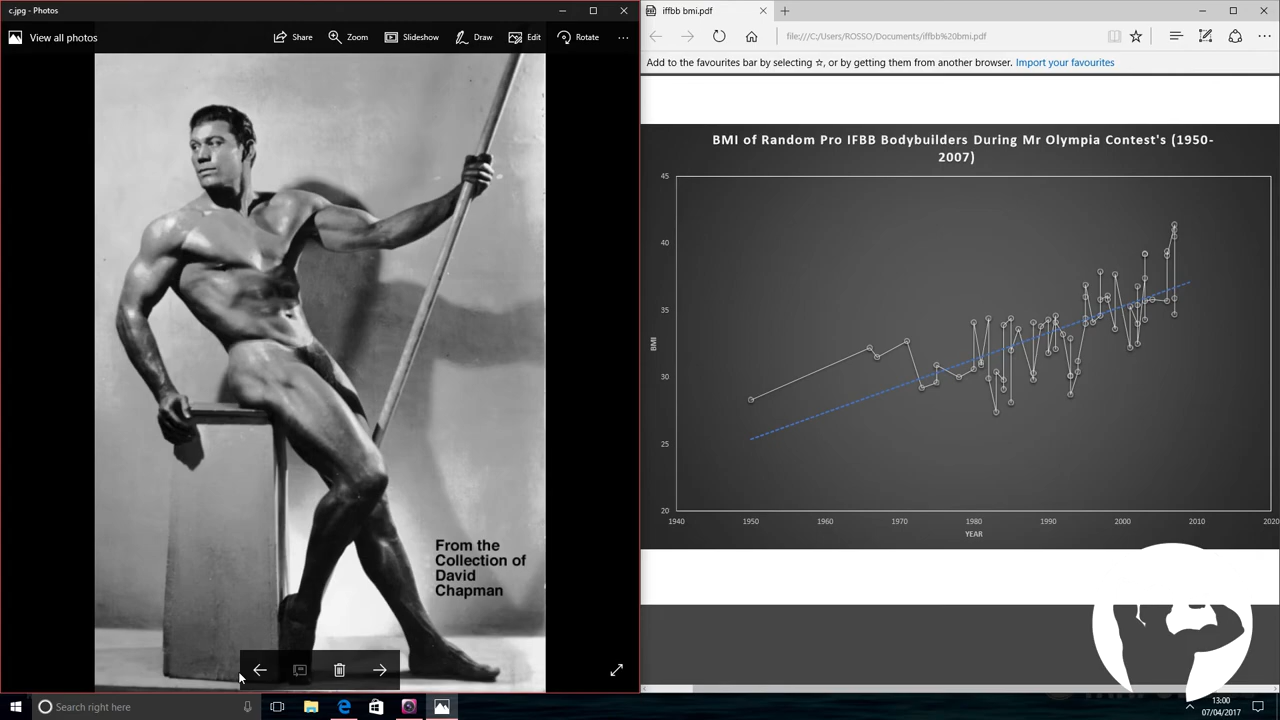 c.jpg - Photos
View all photos
Share
Zoom
Slideshow
Draw
Edit
Rotate
From the
Collection of
David
Chapman
iffbb bmi.pdf
file:///C:/Users/ROSSO/Documents/iffbb%20bmi.pdf
Add to the favourites bar by selecting ☆, or by getting them from another browser. Import your favourites
BMI of Random Pro IFBB Bodybuilders During Mr Olympia Contest's (1950-
2007)
45
40
35
30
25
20
BMI
1940 1950 1960 1970 1980 1990 2000 2010 2020
YEAR
Search right here
13:00
07/04/2017